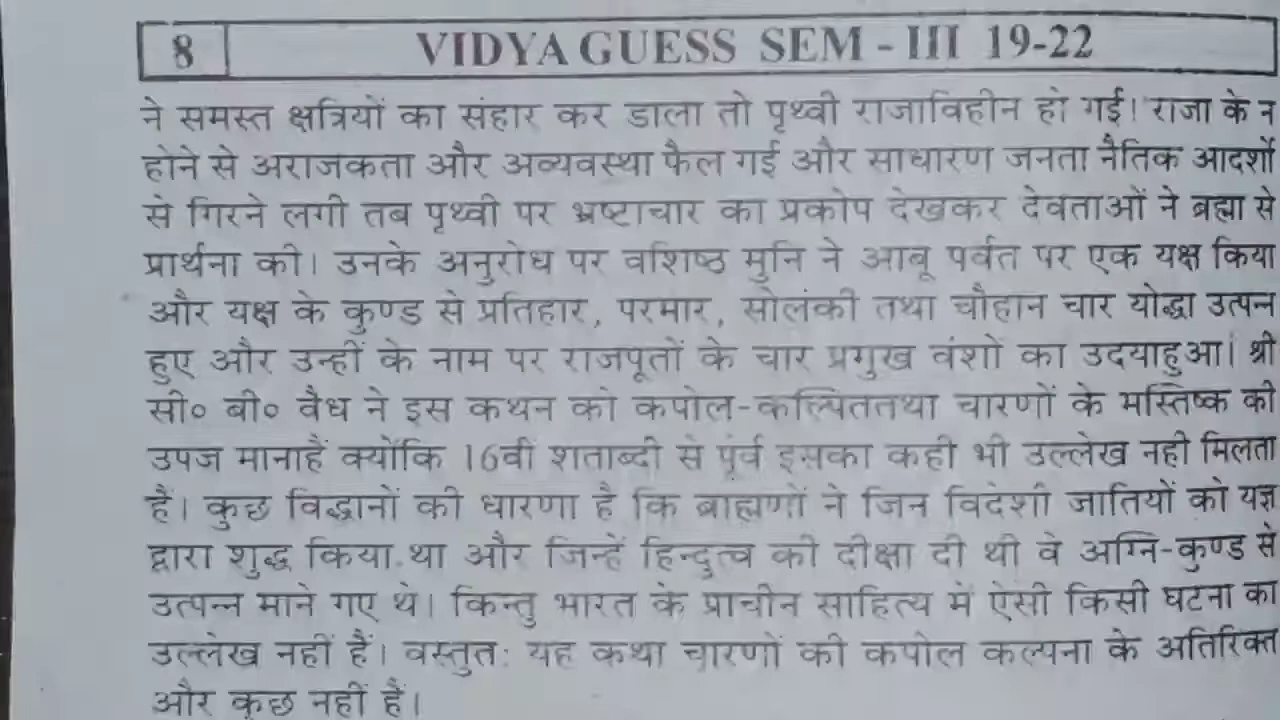 8
VIDYA GUESS SEM - III 19-22
ने समस्त क्षत्रियों का संहार कर डाला तो पृथ्वी राजाविहीन हो गई। राजा के न
होने से अराजकता और अव्यवस्था फैल गई और साधारण जनता नैतिक आदर्शों
से गिरने लगी तब पृथ्वी पर भ्रष्टाचार का प्रकोप देखकर देवताओं ने ब्रह्मा से
प्रार्थना की। उनके अनुरोध पर वशिष्ठ मुनि ने आबू पर्वत पर एक यक्ष किया
और यक्ष के कुण्ड से प्रतिहार, परमार, सोलंकी तथा चौहान चार योद्धा उत्पन्न
हुए और उन्हीं के नाम पर राजपूतों के चार प्रमुख वंशों का उदयाहुआ। श्री
सी० बी० वैध ने इस कथन को कपोल-कल्पिततथा चारणों के मस्तिष्क की
उपज मानाहैं क्योंकि 16वी शताब्दी से पूर्व इसका कही भी उल्लेख नही मिलता
है। कुछ विद्धानों की धारणा है कि ब्राह्मणों ने जिन विदेशी जातियों को यज्ञ
द्वारा शुद्ध किया था और जिन्हें हिन्दुत्व की दीक्षा दी थी वे अग्नि-कुण्ड से
उत्पन्न माने गए थे। किन्तु भारत के प्राचीन साहित्य में ऐसी किसी घटना का
उल्लेख नहीं हैं। वस्तुत: यह कथा चारणों की कपोल कल्पना के अतिरिक्त
और कुछ नहीं हैं।